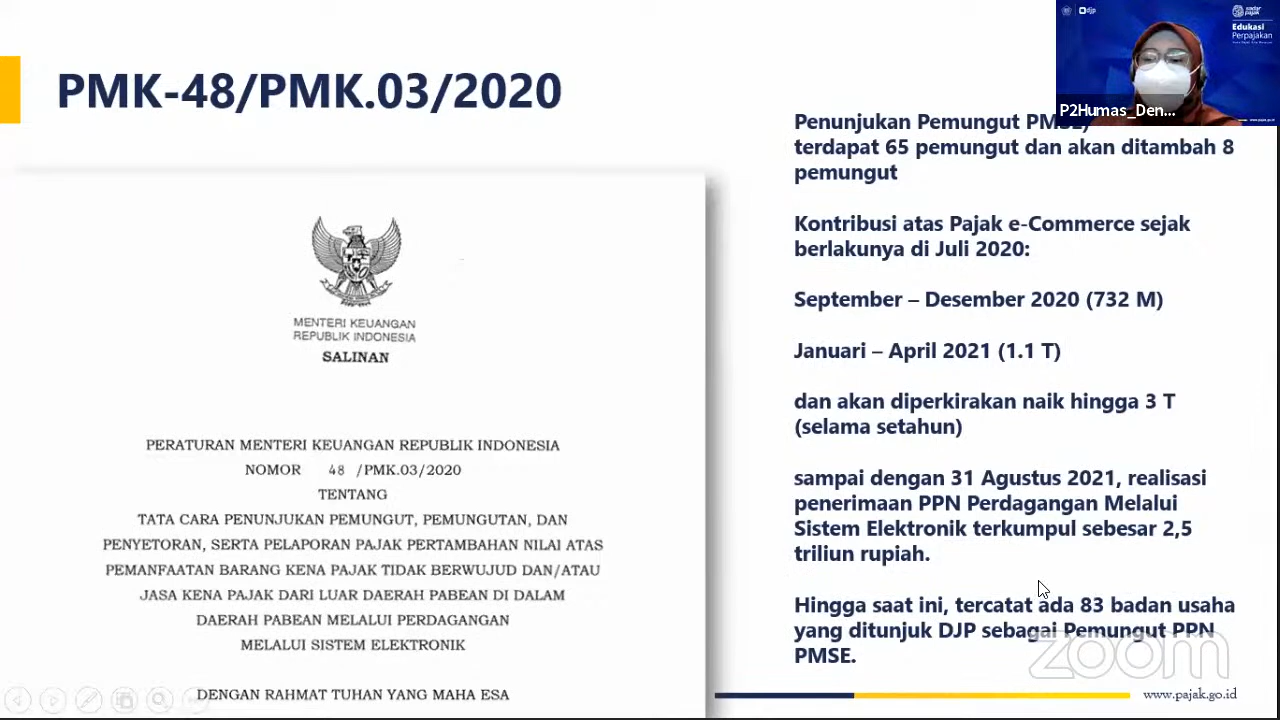 PMK-48/PMK.03/2020
MENTERI KEUANGAN
REPUBLIK INDONESIA
SALINAN
PERATURAN MENTERI KEUANGAN REPUBLIK INDONESIA
NOMOR 48 /PMK.03/2020
TENTANG
TATA CARA PENUNJUKAN PEMUNGUT, PEMUNGUTAN, DAN
PENYETORAN, SERTA PELAPORAN PAJAK PERTAMBAHAN NILAI ATAS
PEMANFAATAN BARANG KENA PAJAK TIDAK BERWUJUD DAN/ATAU
JASA KENA PAJAK DARI LUAR DAERAH PABEAN DI DALAM
DAERAH PABEAN MELALUI PERDAGANGAN
MELALUI SISTEM ELEKTRONIK
DENGAN RAHMAT TUHAN YANG MAHA ESA
djp
sadar
pajak
Edukasi
Perpajakan
P2Humas_Den...
www.pajak.go.id
Penunjukan Pemungut
terdapat 65 pemungut dan akan ditambah 8
pemungut
Kontribusi atas Pajak e-Commerce sejak
berlakunya di Juli 2020:
September – Desember 2020 (732 M)
Januari – April 2021 (1.1 T)
dan akan diperkirakan naik hingga 3 T
(selama setahun)
sampai dengan 31 Agustus 2021, realisasi
penerimaan PPN Perdagangan Melalui
Sistem Elektronik terkumpul sebesar 2,5
triliun rupiah.
Hingga saat ini, tercatat ada 83 badan usaha
yang ditunjuk DJP sebagai Pemungut PPN
PMSE.
zoom
www.pajak.go.id